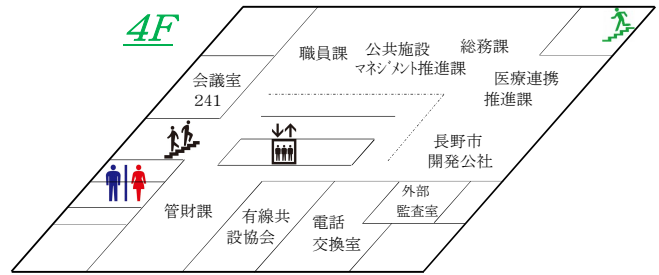 4F
職員課
公共施設
マネジメント推進課
総務課
医療連携
推進課
会議室
241
長野市
開発公社
管財課
有線共
設協会
電話
交換室
外部
監査室